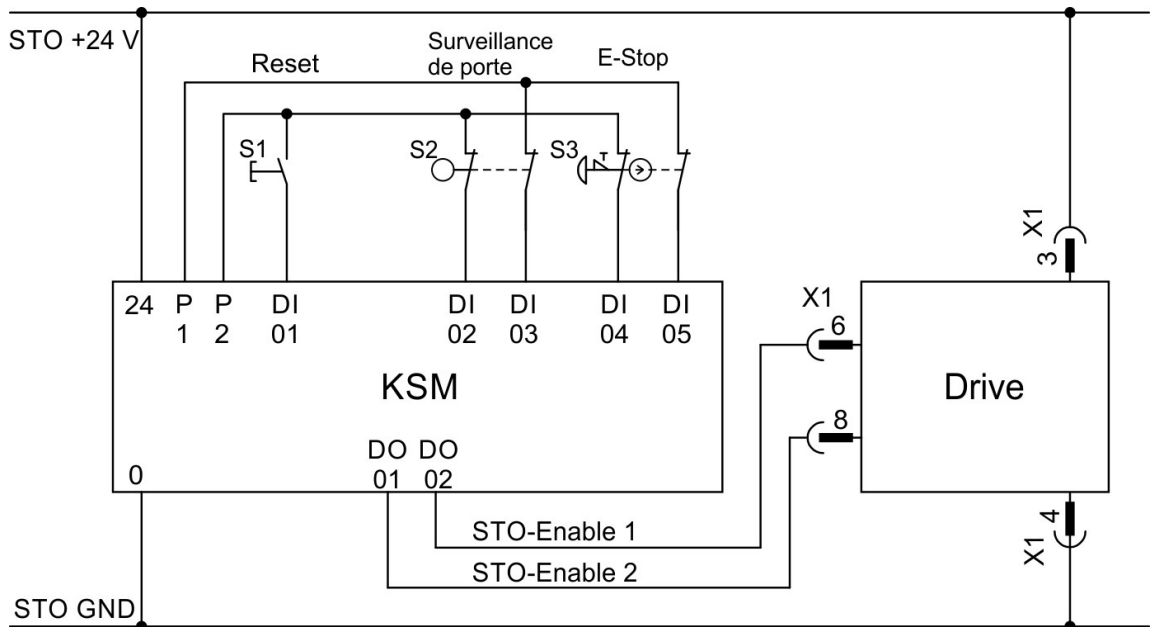 STO +24 V
Reset
Surveillance
de porte
E-Stop
S1
S2
S3
X1
3
24
P
1
P
2
DI
01
DI
02
DI
03
DI
04
DI
05
X1
6
KSM
Drive
8
0
DO
01
DO
02
4
X1
STO-Enable 1
STO-Enable 2
STO GND